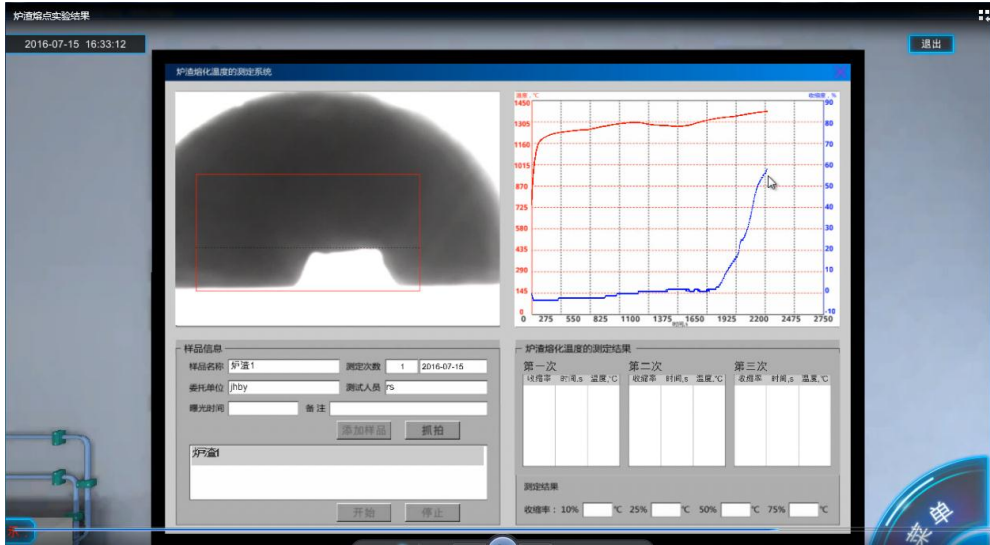 炉渣熔点实验结果
2016-07-15 16:33:12
退出
炉渣熔化温度的测定系统
温度，℃
收缩率，%
1450
1305
1160
1015
870
725
580
435
290
145
0
90
80
70
60
50
40
30
20
10
0
-10
0 275 550 825 1100 1375 1650 1925 2200 2475 2750
时间,s
样品信息
样品名称 炉渣1 测定次数 1 2016-07-15
委托单位 jhby 测试人员 rs
曝光时间 备注
添加样品 抓拍
炉渣1
开始 停止
炉渣熔化温度的测定结果
第一次 第二次 第三次
收缩率 时间,s 温度,℃ 收缩率 时间,s 温度,℃ 收缩率 时间,s 温度,℃
测定结果
收缩率： 10% ℃ 25% ℃ 50% ℃ 75% ℃
菜单